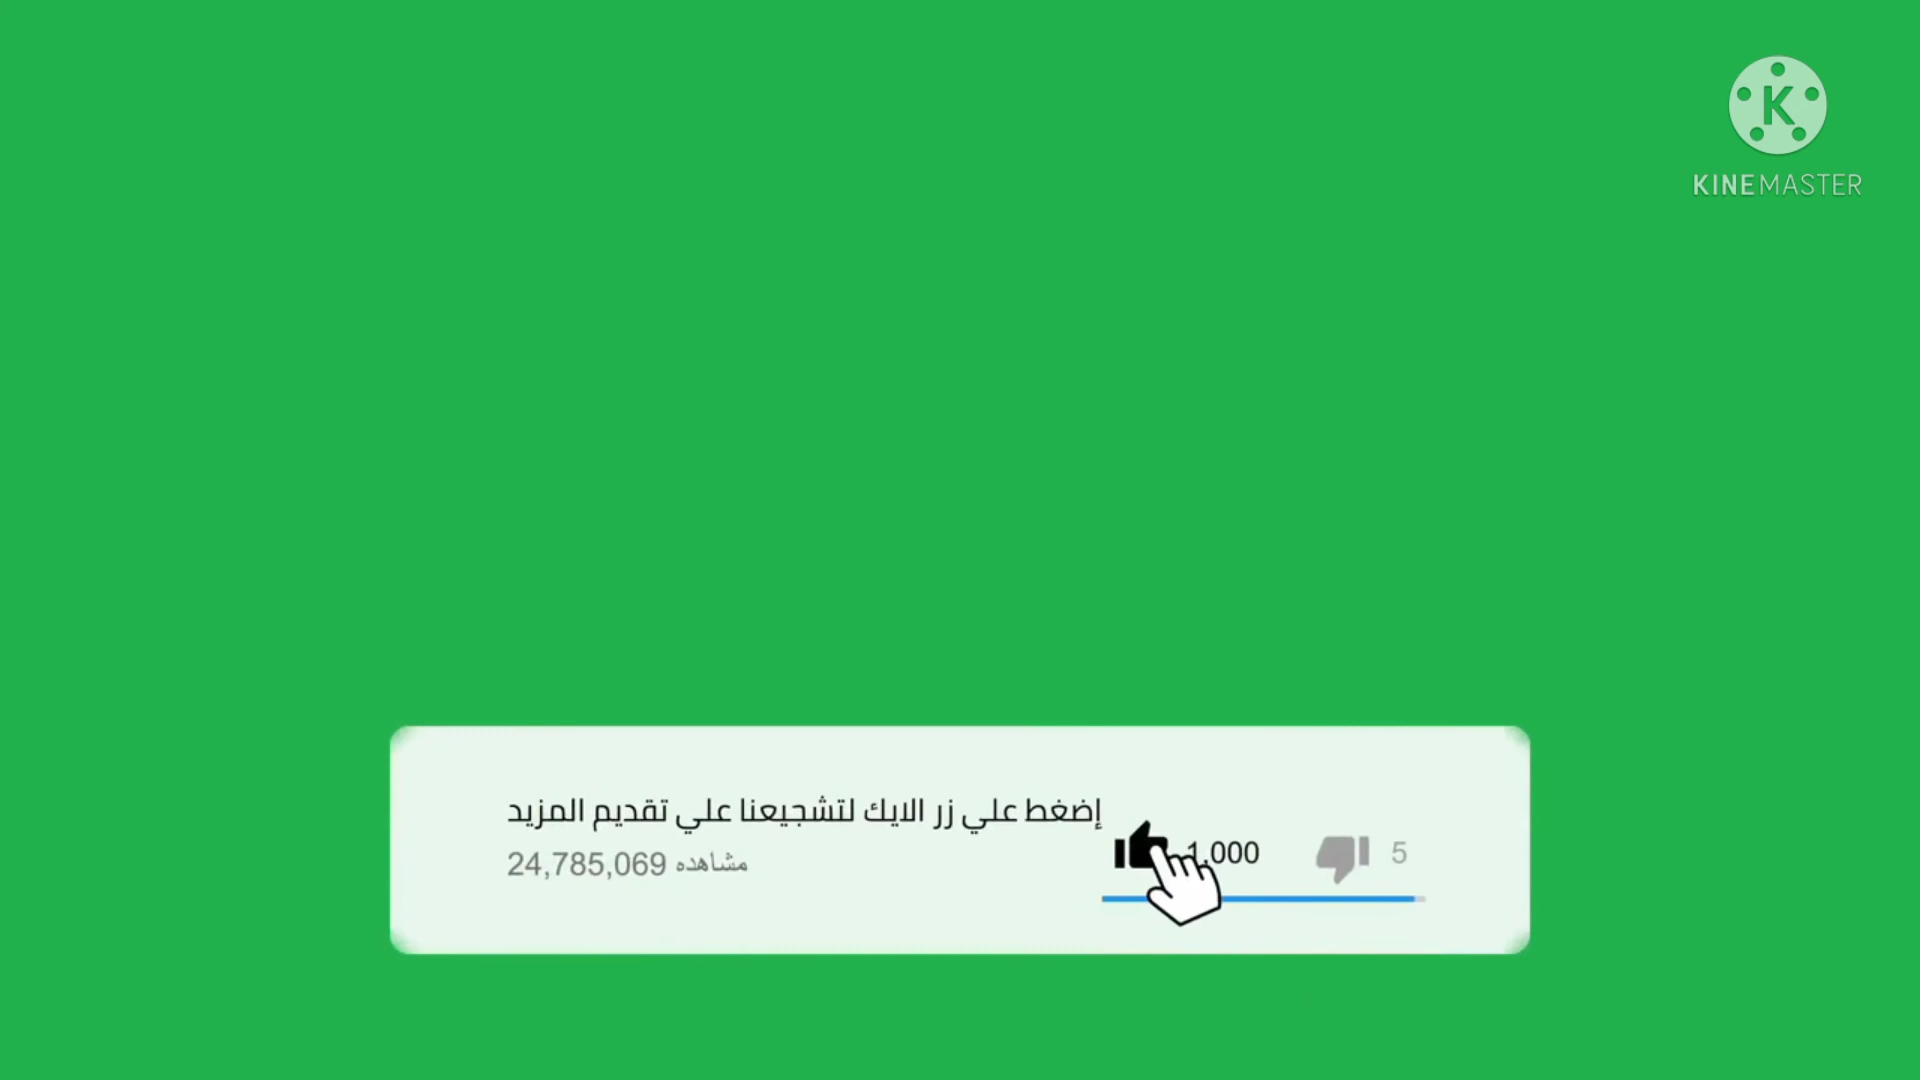 KINEMASTER
إضغط علي زر الايك لتشجيعنا علي تقديم المزيد
24,785,069 مشاهده
1,000
5